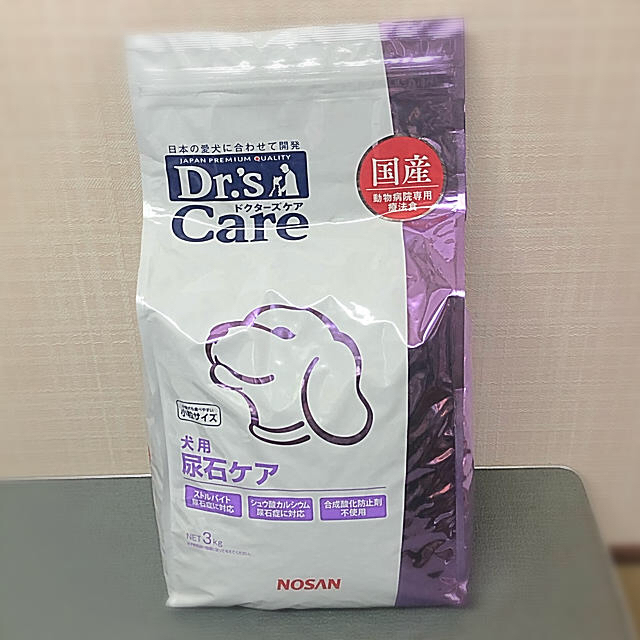 日本の愛犬に合わせて開発
JAPAN PREMIUM QUALITY
Dr.'s
ドクターズケア
Care
国産
動物病院専用
療法食
小粒サイズ
犬用
尿石ケア
ストルバイト
尿石症に対応
シュウ酸カルシウム
尿石症に対応
合成酸化防止剤
不使用
NET 3kg
NOSAN